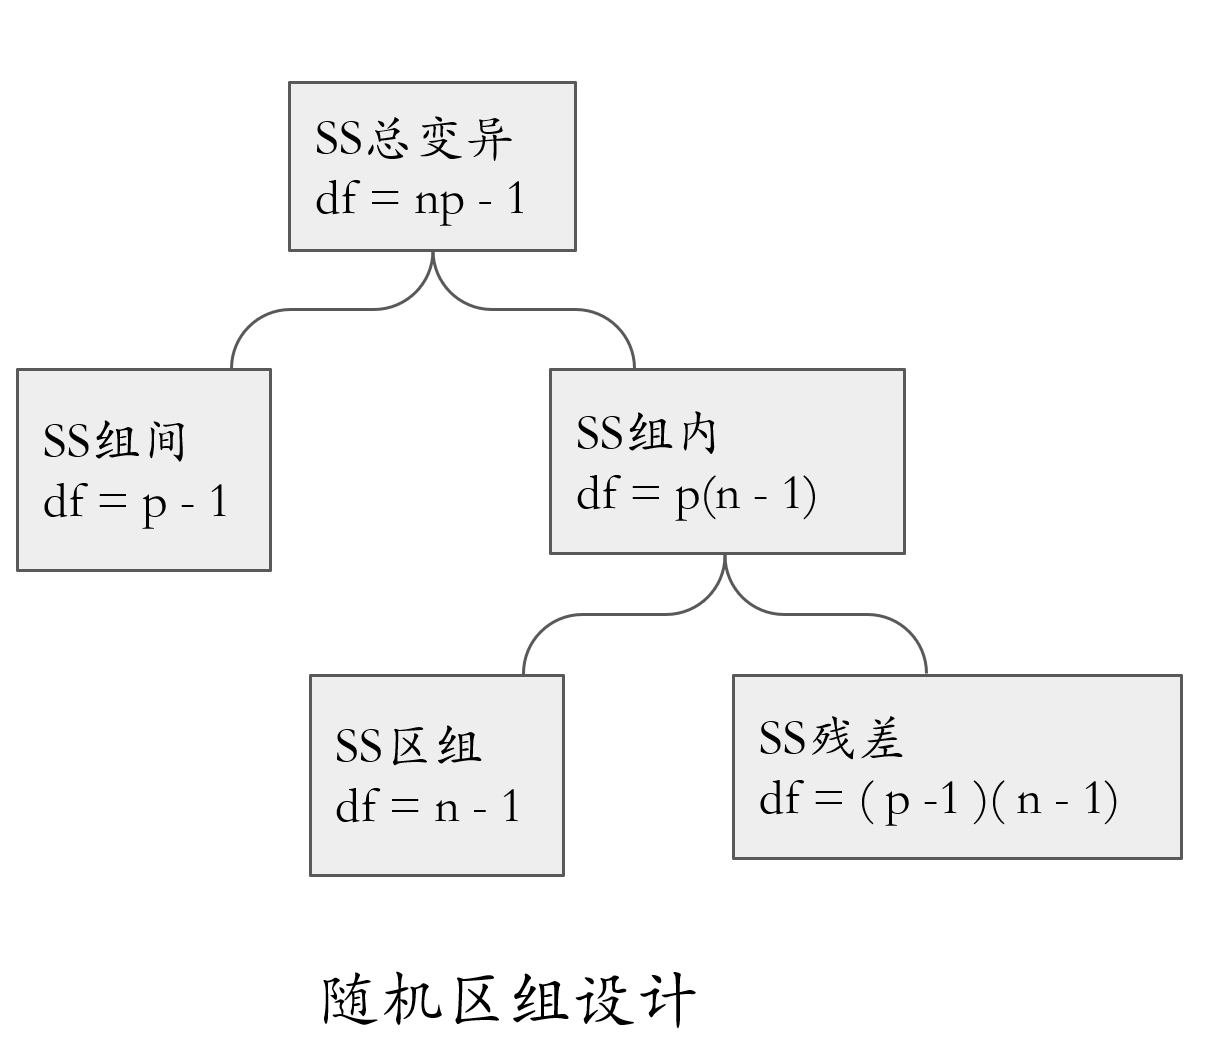 SS总变异
df = np - 1
SS组间
df = p - 1
SS组内
df = p(n - 1)
SS区组
df = n - 1
SS残差
df = ( p -1 )( n - 1)
随机区组设计